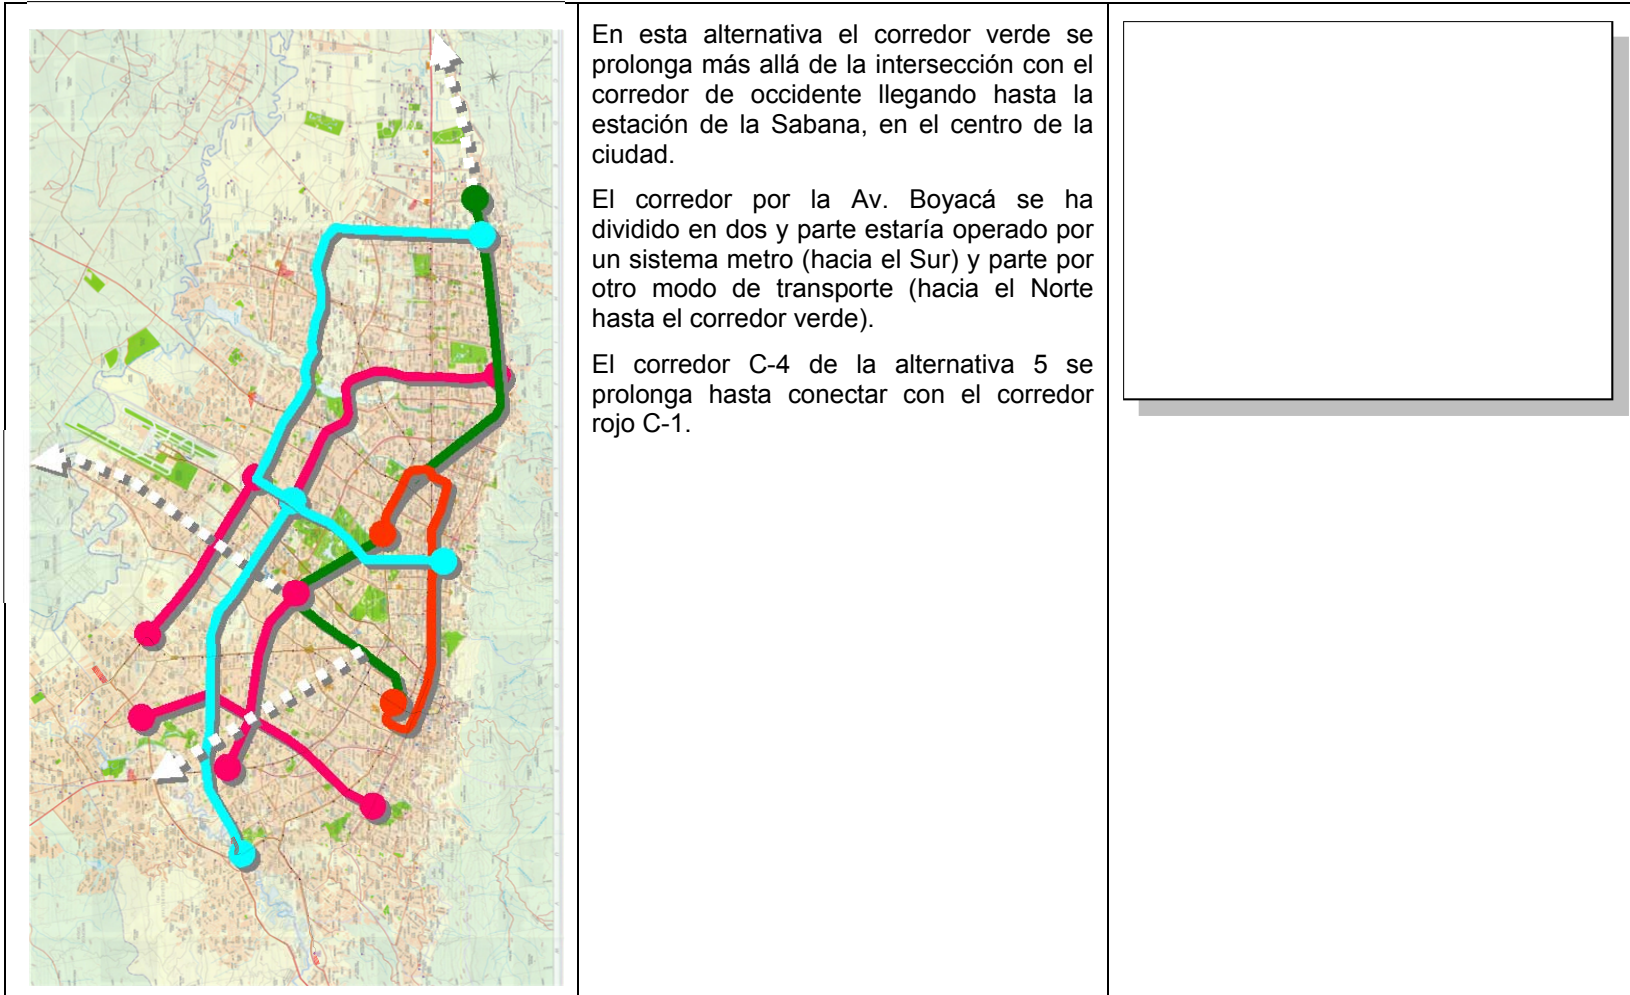 En esta alternativa el corredor verde se
prolonga más allá de la intersección con el
corredor de occidente llegando hasta la
estación de la Sabana, en el centro de la
ciudad.
El corredor por la Av. Boyacá se ha
dividido en dos y parte estaría operado por
un sistema metro (hacia el Sur) y parte por
otro modo de transporte (hacia el Norte
hasta el corredor verde).
El corredor C-4 de la alternativa 5 se
prolonga hasta conectar con el corredor
rojo C-1.